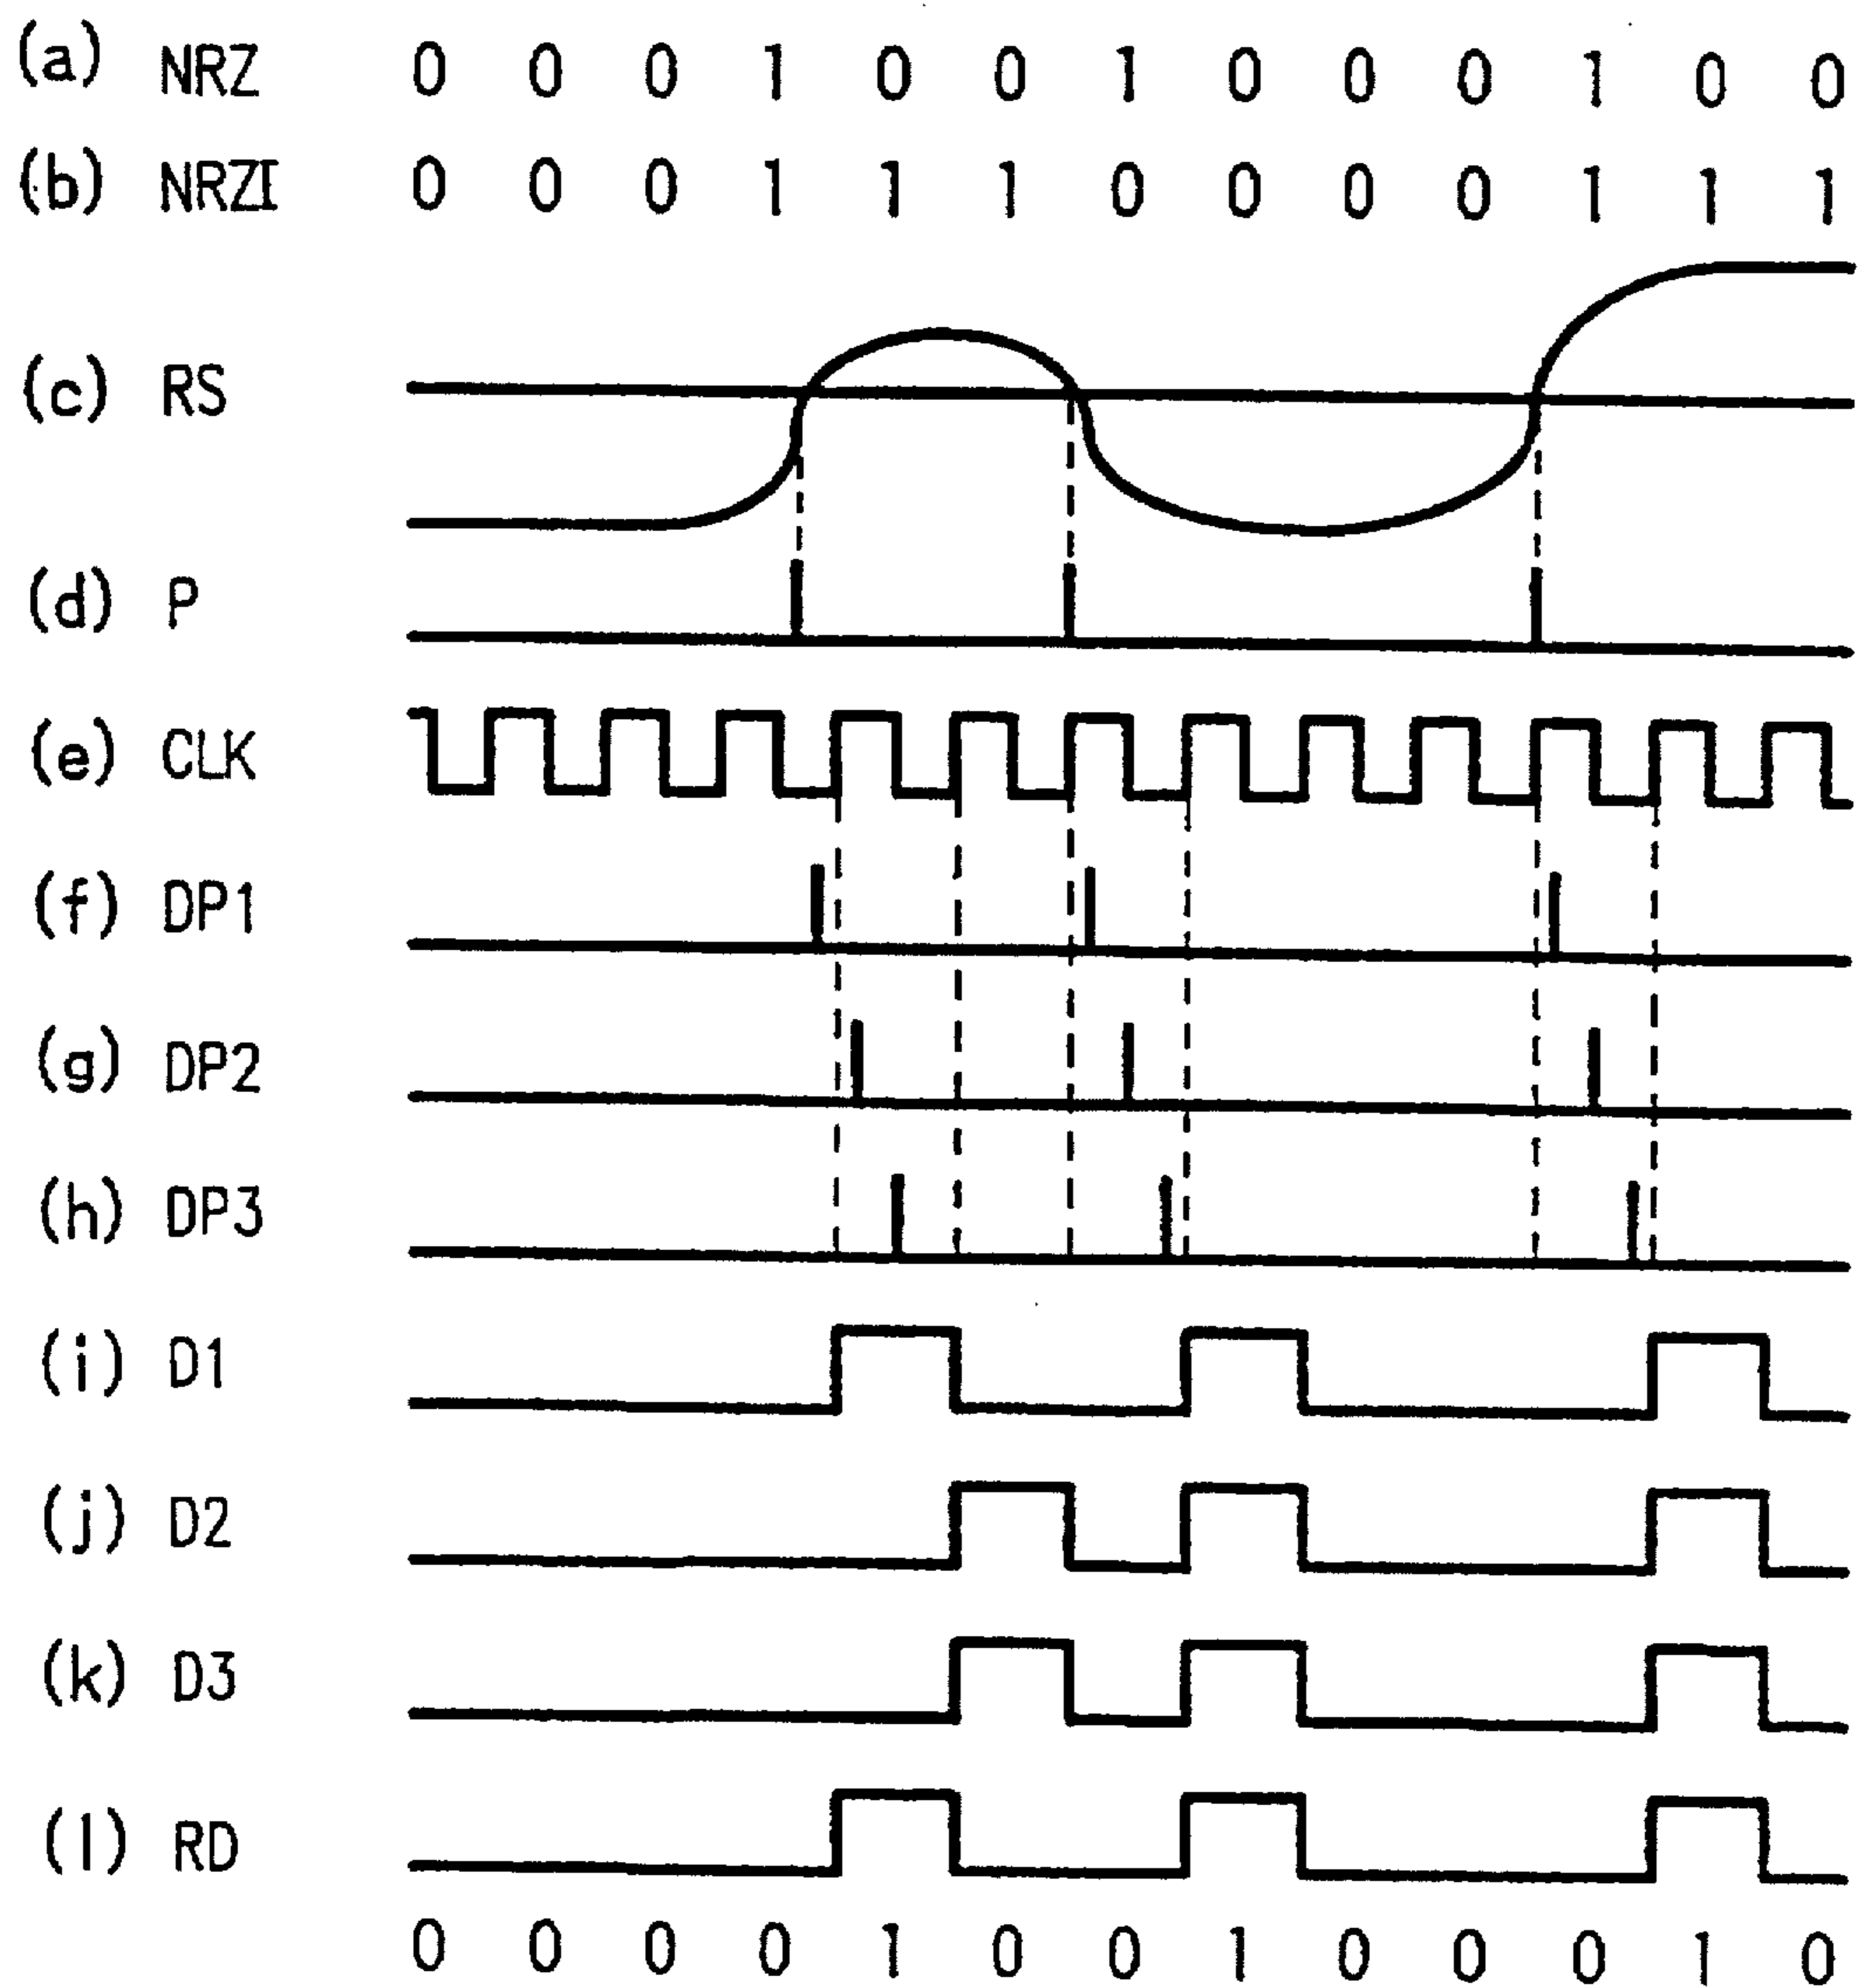 (a) NRZ 0 0 0 1 0 0 1 0 0 0 1 0 0
(b) NRZI 0 0 0 1 1 1 0 0 0 0 1 1 1
(c) RS
(d) P
(e) CLK
(f) DP1
(g) DP2
(h) DP3
(i) D1
(j) D2
(k) D3
(l) RD
0 0 0 0 1 0 0 1 0 0 0 1 0